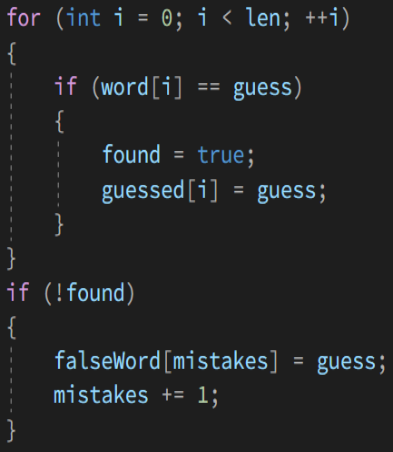 for (int i = 0; i < len; ++i)
{
    if (word[i] == guess)
    {
        found = true;
        guessed[i] = guess;
    }
}
if (!found)
{
    falseWord[mistakes] = guess;
    mistakes += 1;
}